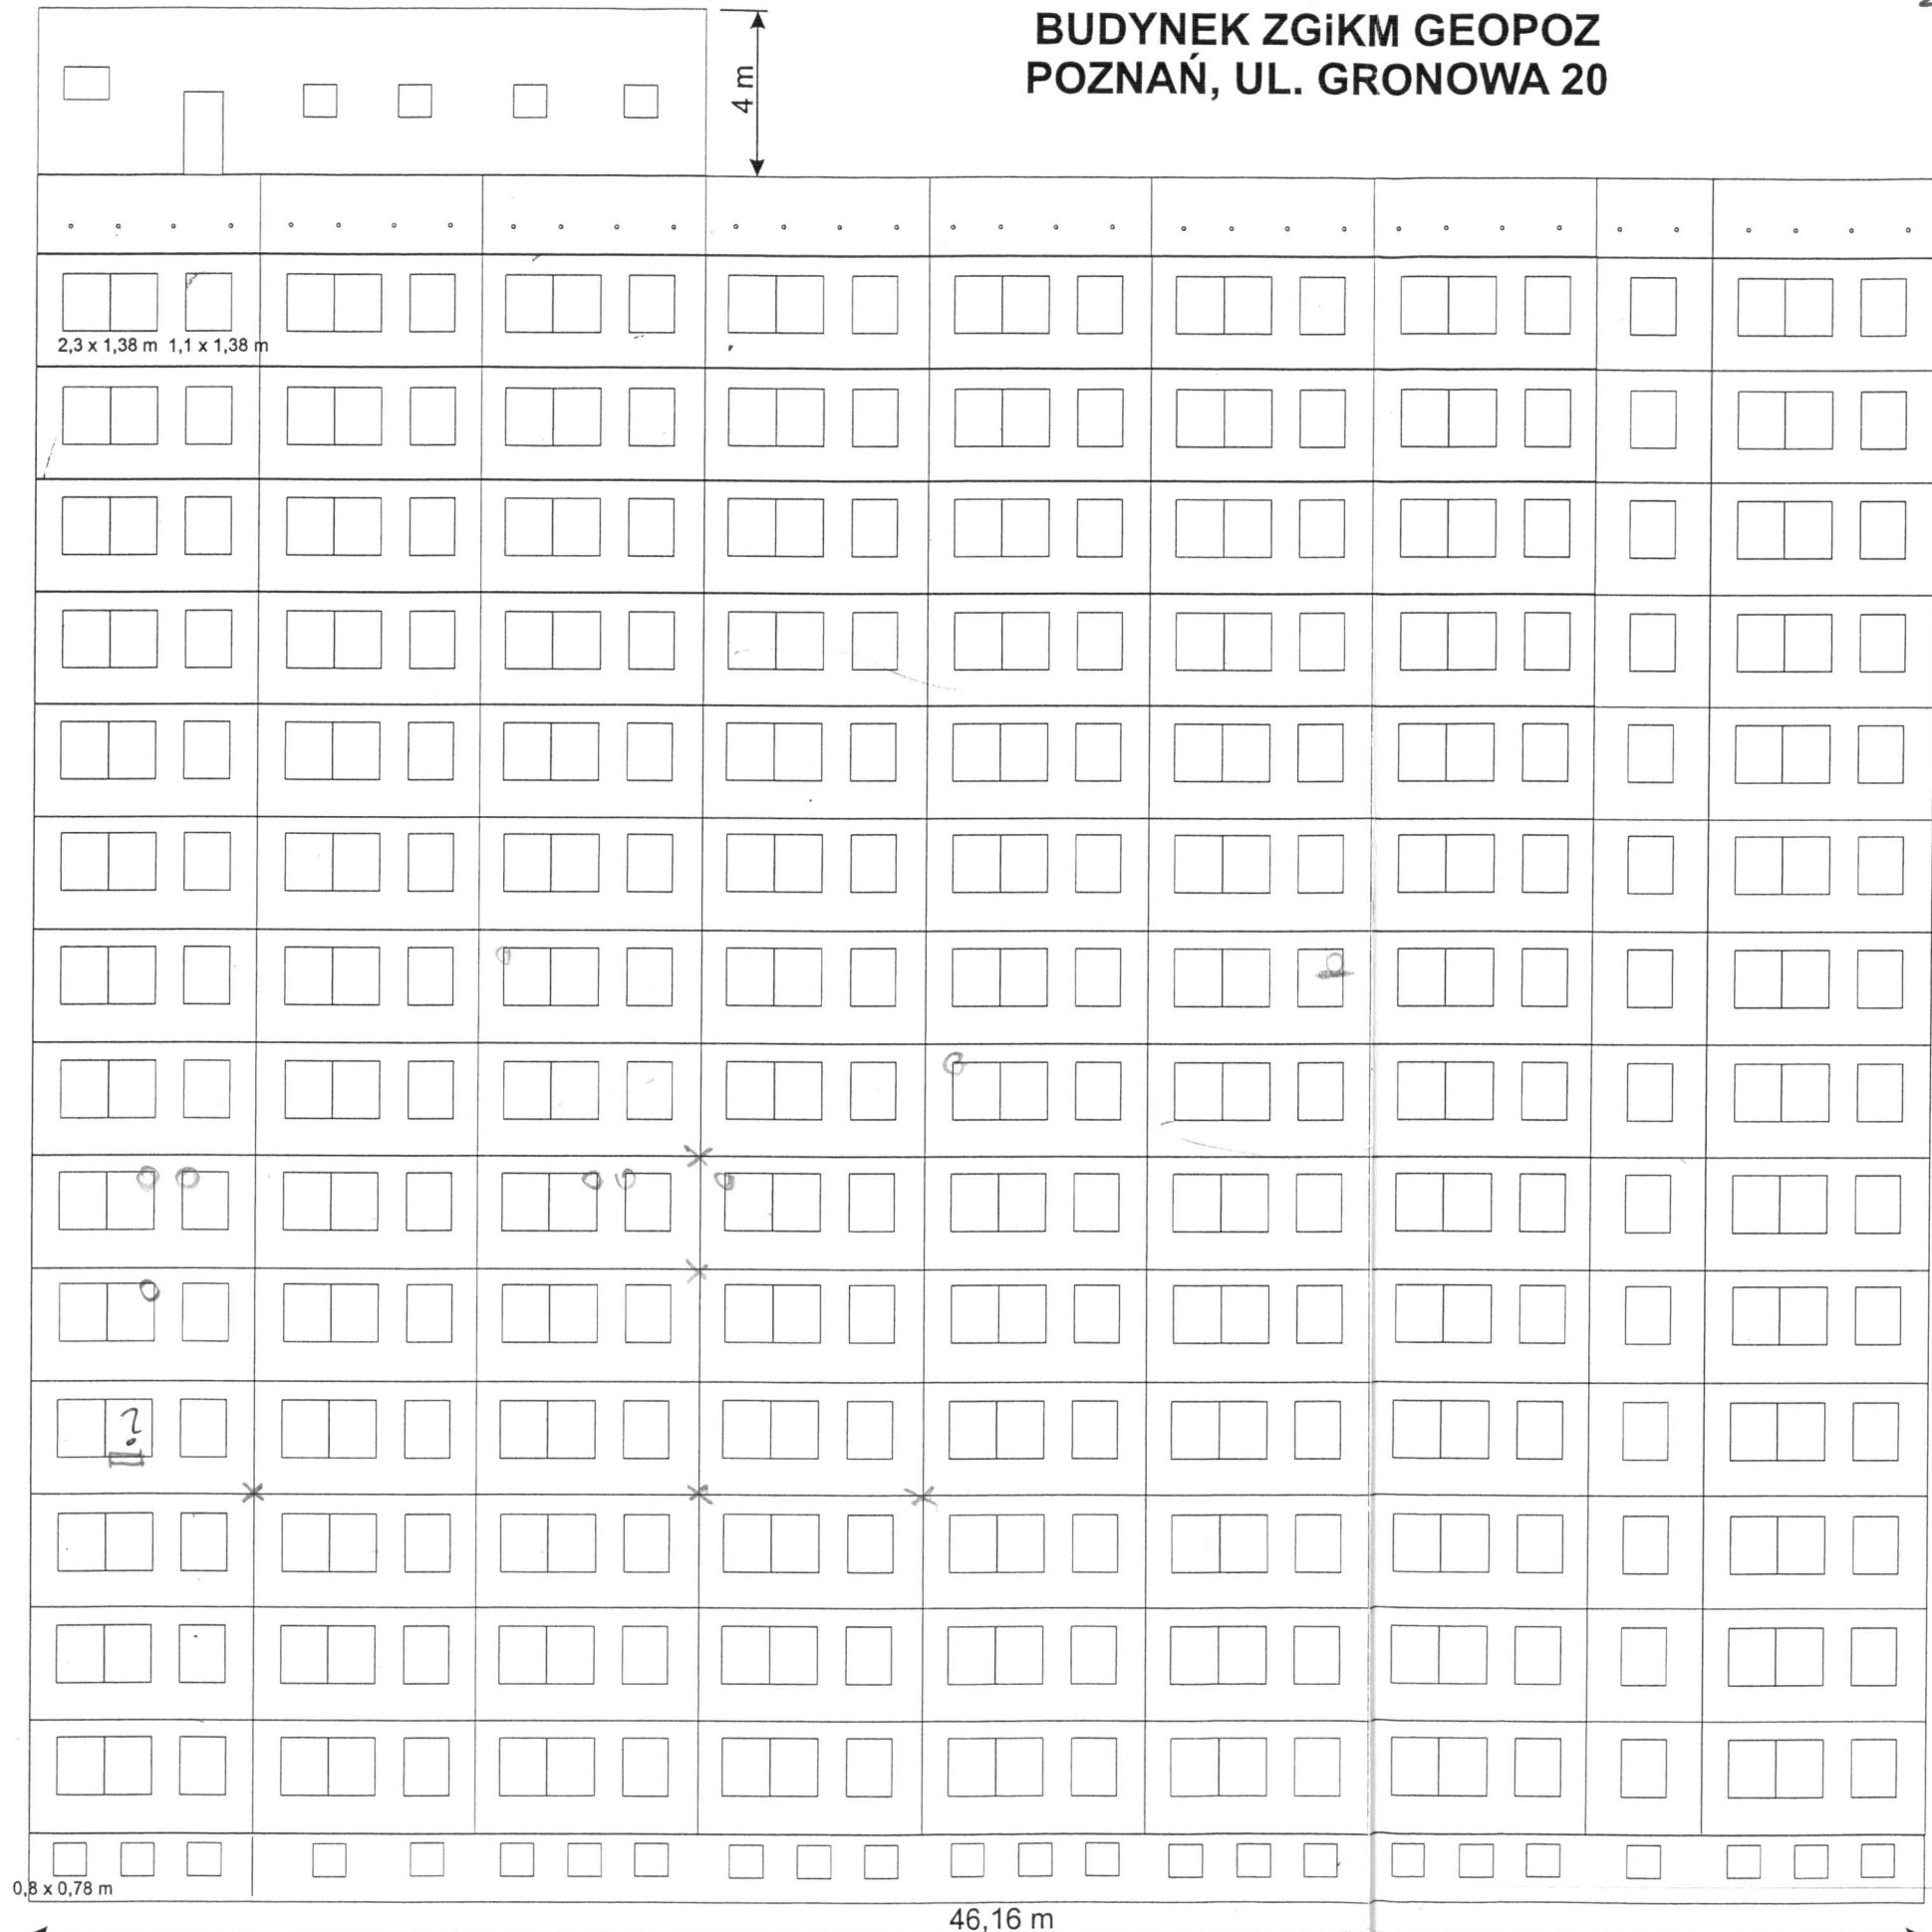 BUDYNEK ZGiKM GEOPOZ
POZNAŃ, UL. GRONOWA 20
4 m
2,3 x 1,38 m 1,1 x 1,38 m
?
0,8 x 0,78 m
46,16 m